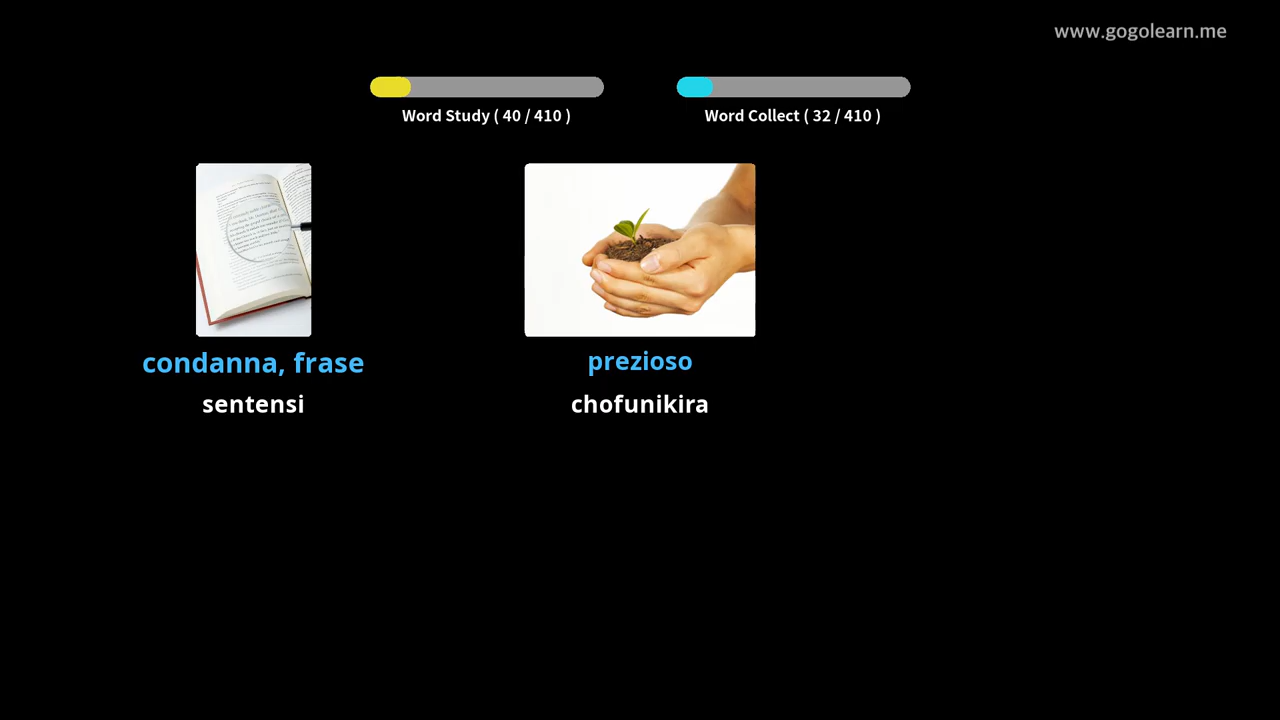 www.gogolearn.me
Word Study ( 40 / 410 )
Word Collect ( 32 / 410 )
condanna, frase
sentensi
prezioso
chofunikira